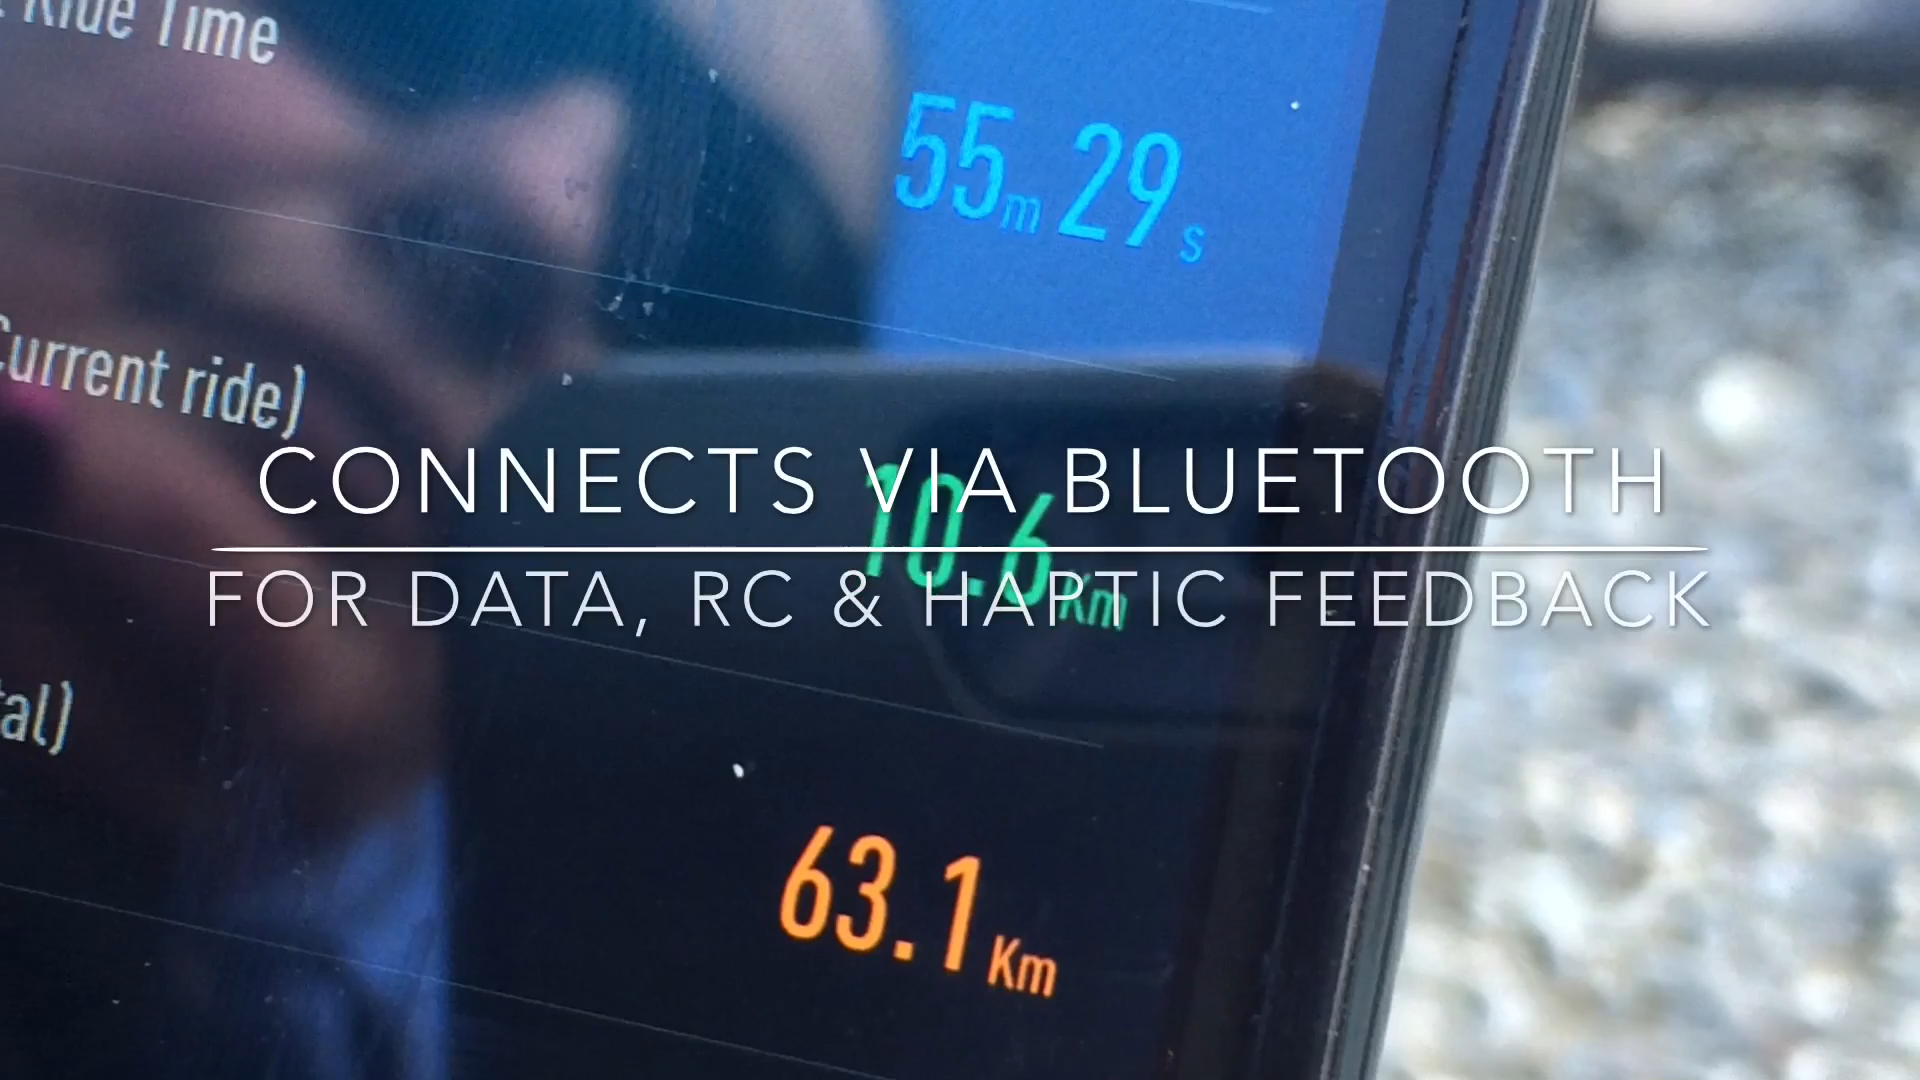 Ride Time
55m 29s
Current ride)
10.6 Km
CONNECTS VIA BLUETOOTH
FOR DATA, RC & HAPTIC FEEDBACK
tal)
63.1 Km